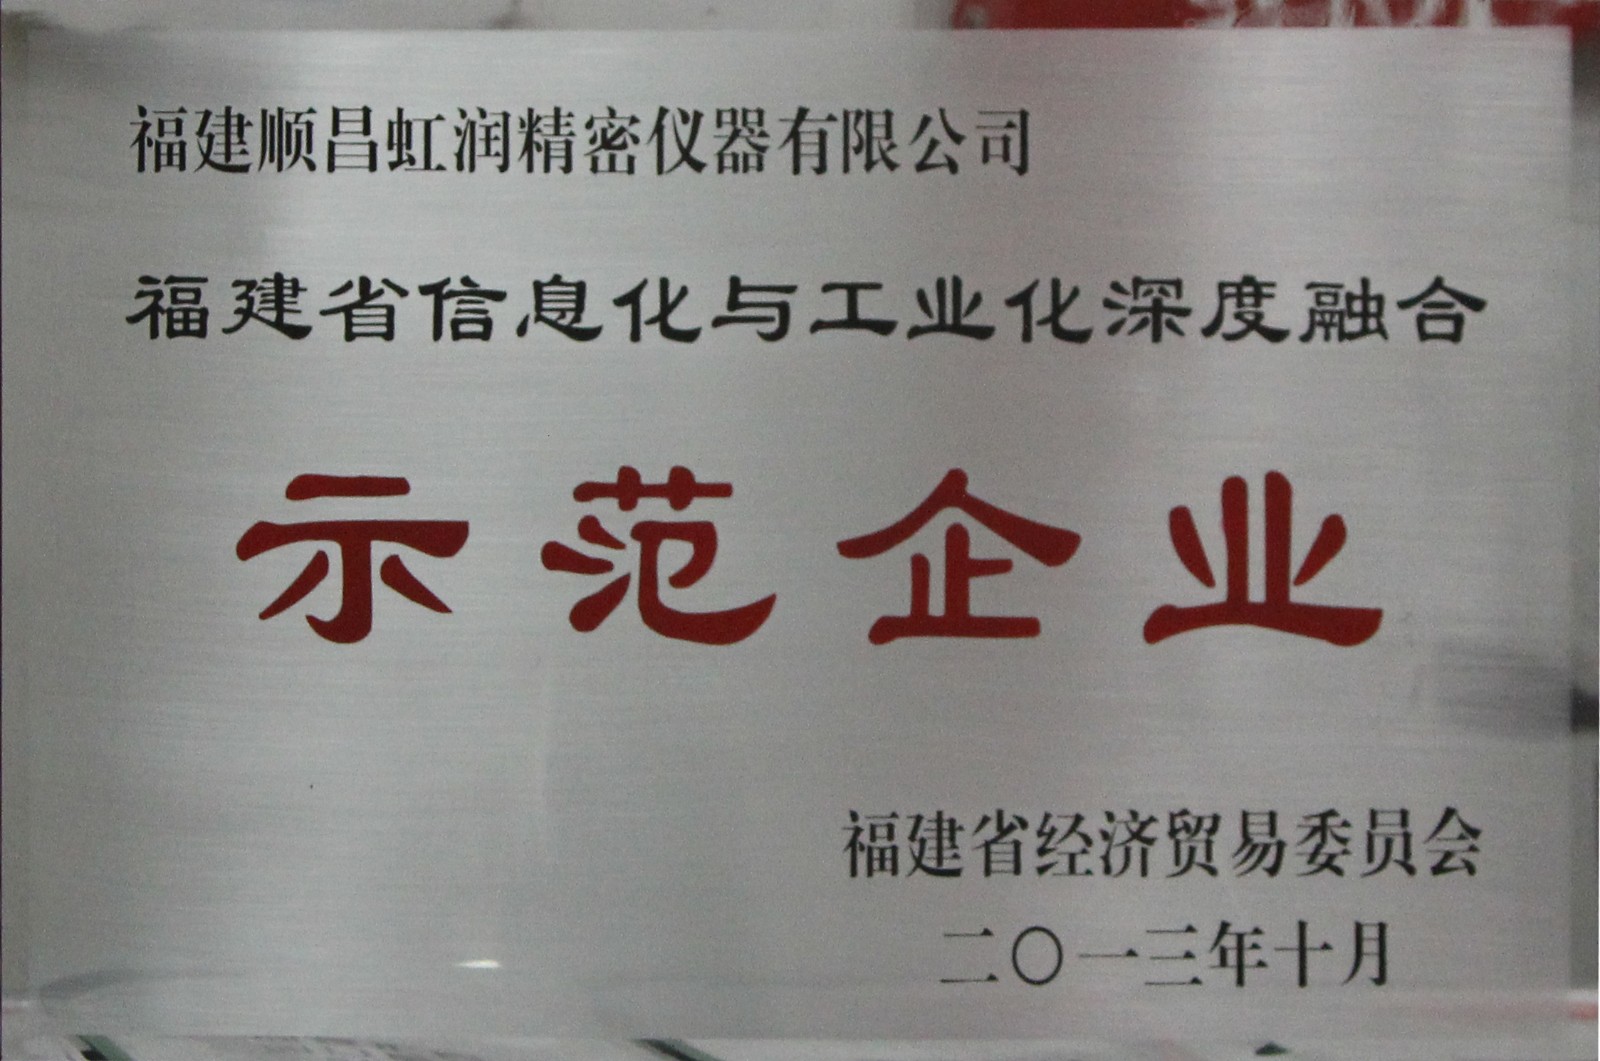 福建顺昌虹润精密仪器有限公司
福建省信息化与工业化深度融合
示范企业
福建省经济贸易委员会
二〇一三年十月